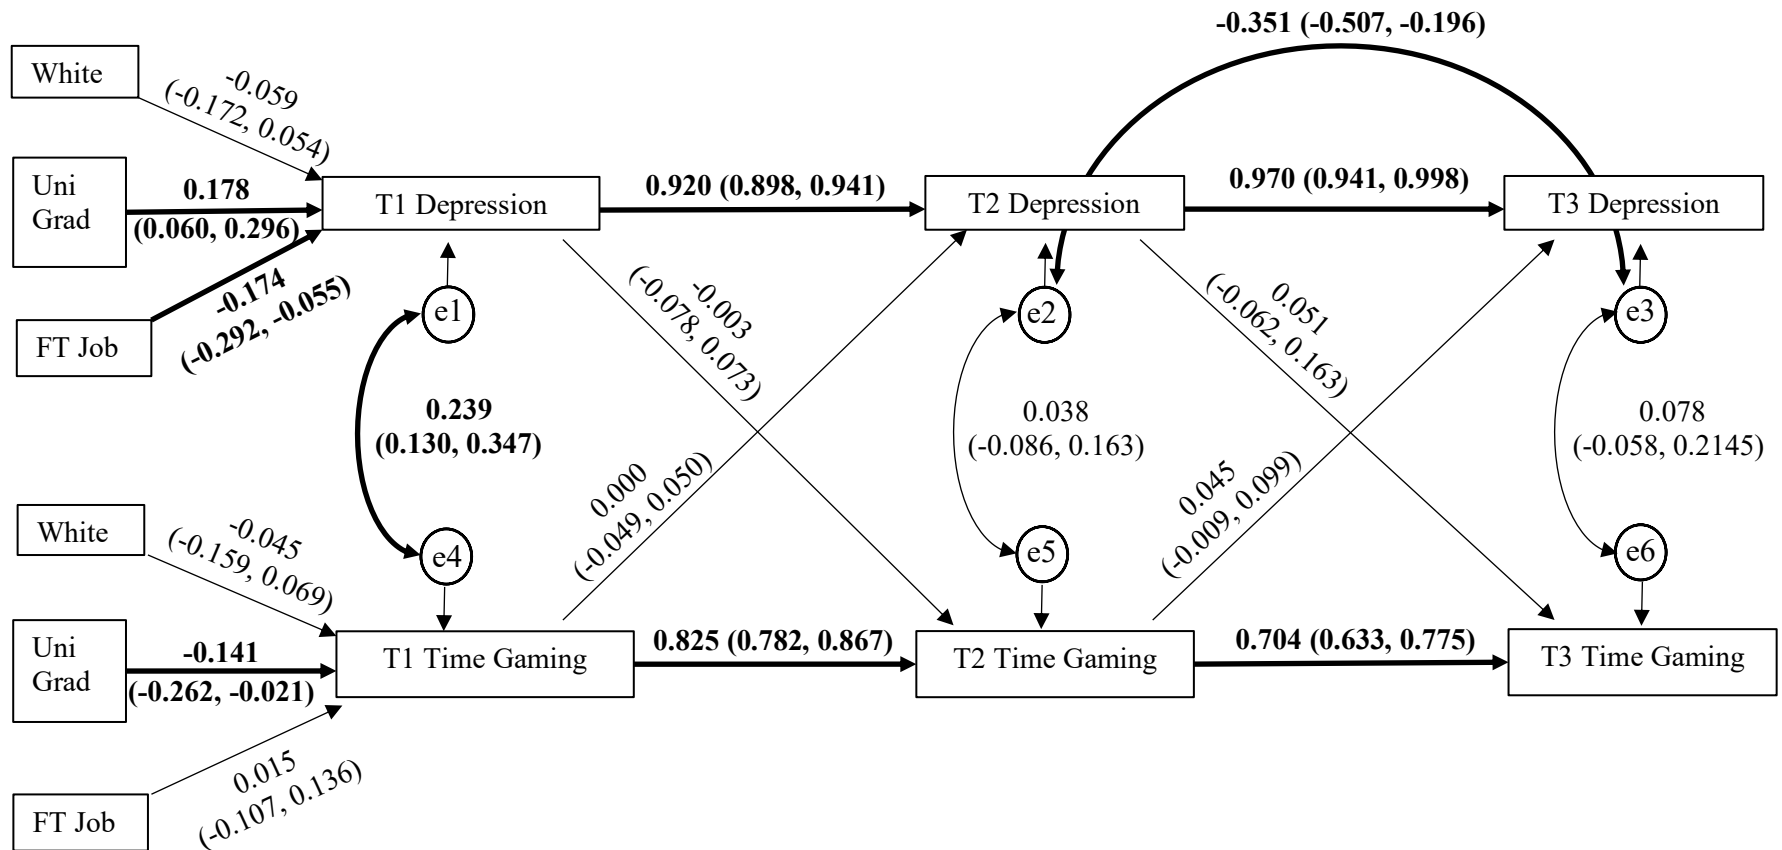 -0.351 (-0.507, -0.196)
White
-0.059
(-0.172, 0.054)
Uni
Grad
0.178
(0.060, 0.296)
T1 Depression
0.920 (0.898, 0.941)
T2 Depression
0.970 (0.941, 0.998)
T3 Depression
FT Job
-0.174
(-0.292, -0.055)
e1
-0.003
(-0.078, 0.073)
e2
0.051
(-0.062, 0.163)
e3
0.239
(0.130, 0.347)
0.038
(-0.086, 0.163)
0.078
(-0.058, 0.2145)
0.000
(-0.049, 0.050)
0.045
(-0.009, 0.099)
White
-0.045
(-0.159, 0.069)
e4
e5
e6
Uni
Grad
-0.141
(-0.262, -0.021)
T1 Time Gaming
0.825 (0.782, 0.867)
T2 Time Gaming
0.704 (0.633, 0.775)
T3 Time Gaming
FT Job
0.015
(-0.107, 0.136)